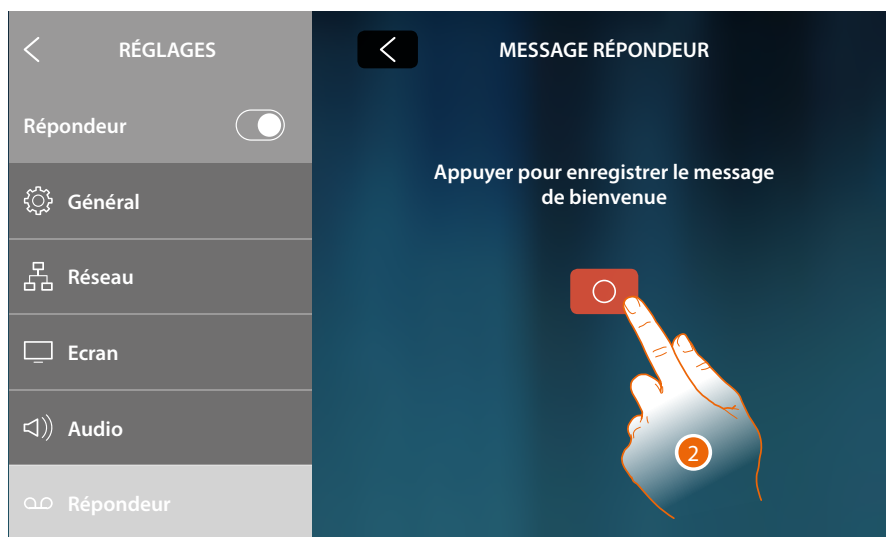 RÉGLAGES
Répondeur
Général
Réseau
Ecran
Audio
Répondeur
MESSAGE RÉPONDEUR
Appuyer pour enregistrer le message
de bienvenue
2